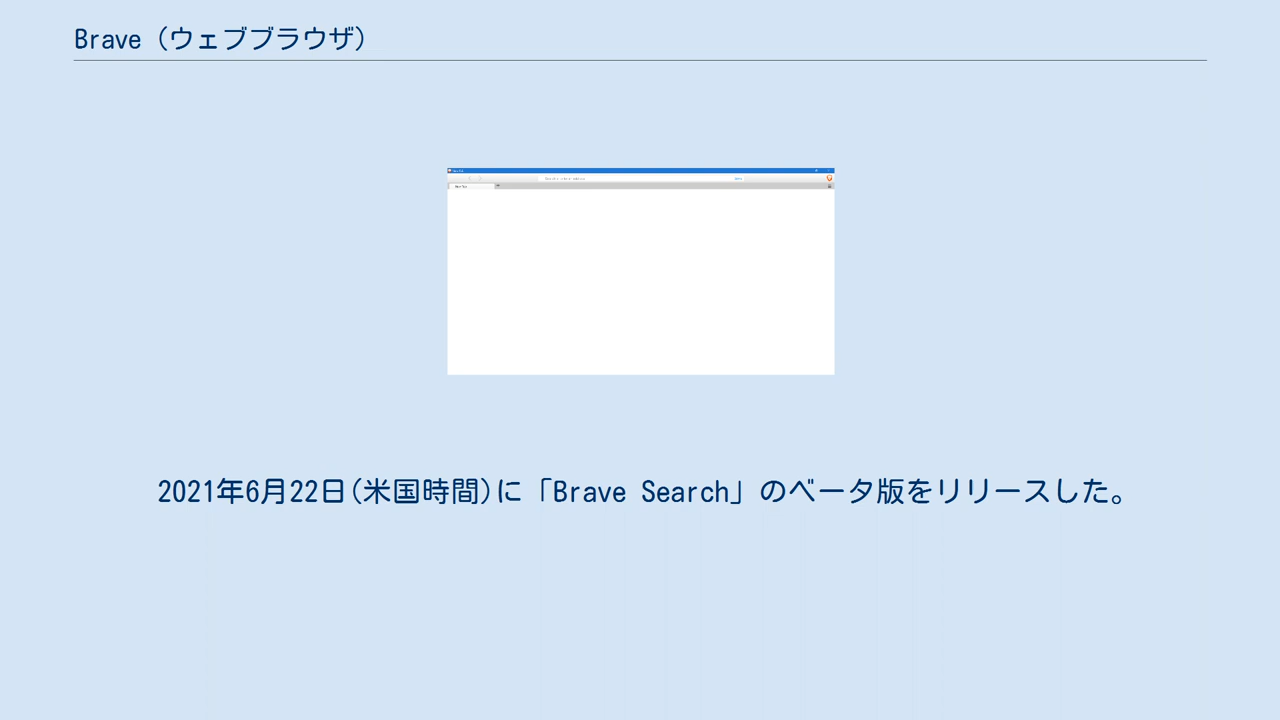 Brave (ウェブブラウザ)
2021年6月22日(米国時間)に「Brave Search」のベータ版をリリースした。